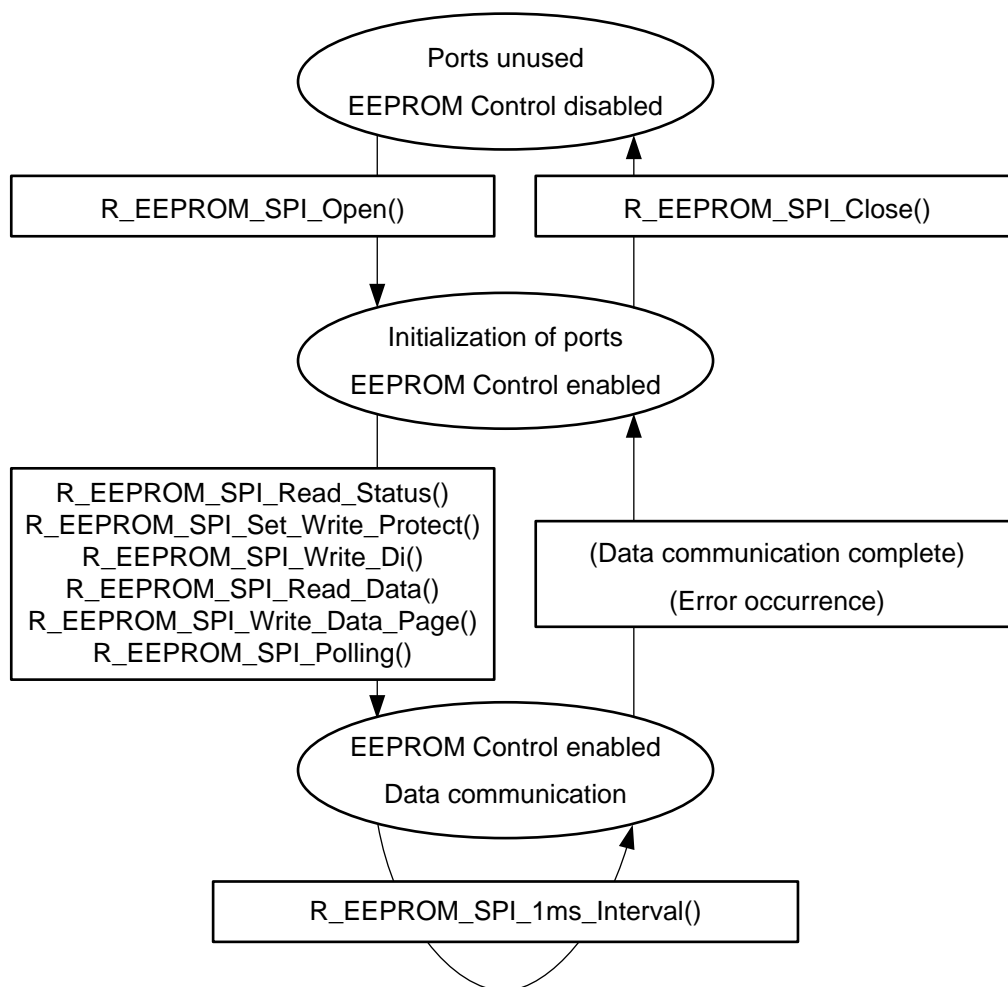 Ports unused
EEPROM Control disabled
R_EEPROM_SPI_Open()
R_EEPROM_SPI_Close()
Initialization of ports
EEPROM Control enabled
R_EEPROM_SPI_Read_Status()
R_EEPROM_SPI_Set_Write_Protect()
R_EEPROM_SPI_Write_Di()
R_EEPROM_SPI_Read_Data()
R_EEPROM_SPI_Write_Data_Page()
R_EEPROM_SPI_Polling()
(Data communication complete)
(Error occurrence)
EEPROM Control enabled
Data communication
R_EEPROM_SPI_1ms_Interval()